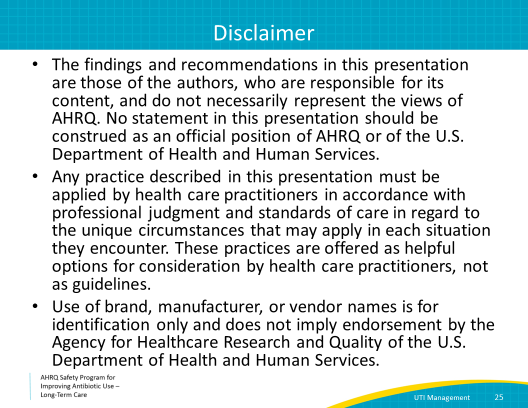 Disclaimer
• The findings and recommendations in this presentation
are those of the authors, who are responsible for its
content, and do not necessarily represent the views of
AHRQ. No statement in this presentation should be
construed as an official position of AHRQ or of the U.S.
Department of Health and Human Services.
• Any practice described in this presentation must be
applied by health care practitioners in accordance with
professional judgment and standards of care in regard to
the unique circumstances that may apply in each situation
they encounter. These practices are offered as helpful
options for consideration by health care practitioners, not
as guidelines.
• Use of brand, manufacturer, or vendor names is for
identification only and does not imply endorsement by the
Agency for Healthcare Research and Quality of the U.S.
Department of Health and Human Services.
AHRQ Safety Program for
Improving Antibiotic Use –
Long-Term Care
UTI Management 25